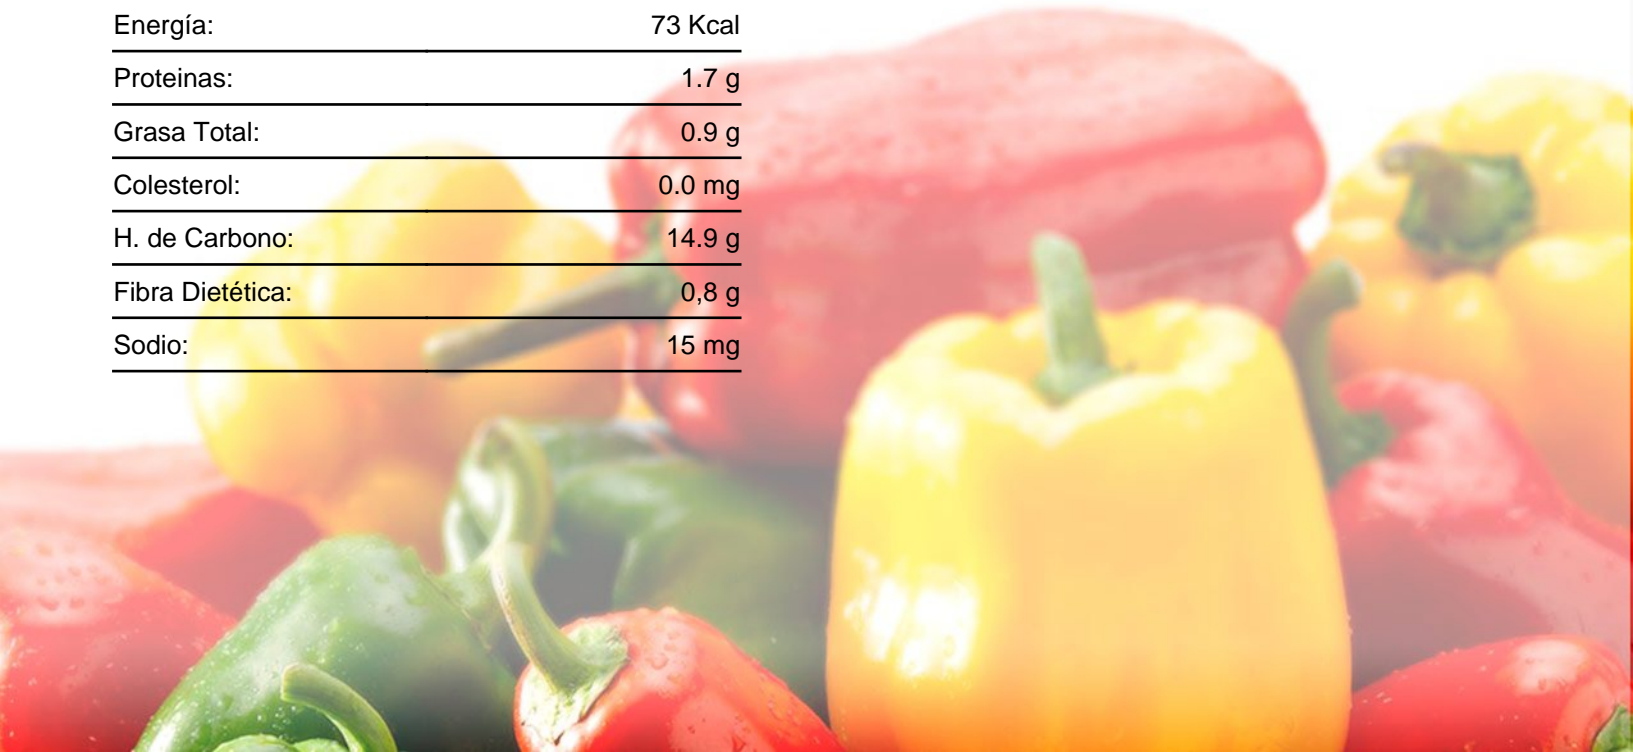 Energía: 73 Kcal
Proteinas: 1.7 g
Grasa Total: 0.9 g
Colesterol: 0.0 mg
H. de Carbono: 14.9 g
Fibra Dietética: 0,8 g
Sodio: 15 mg